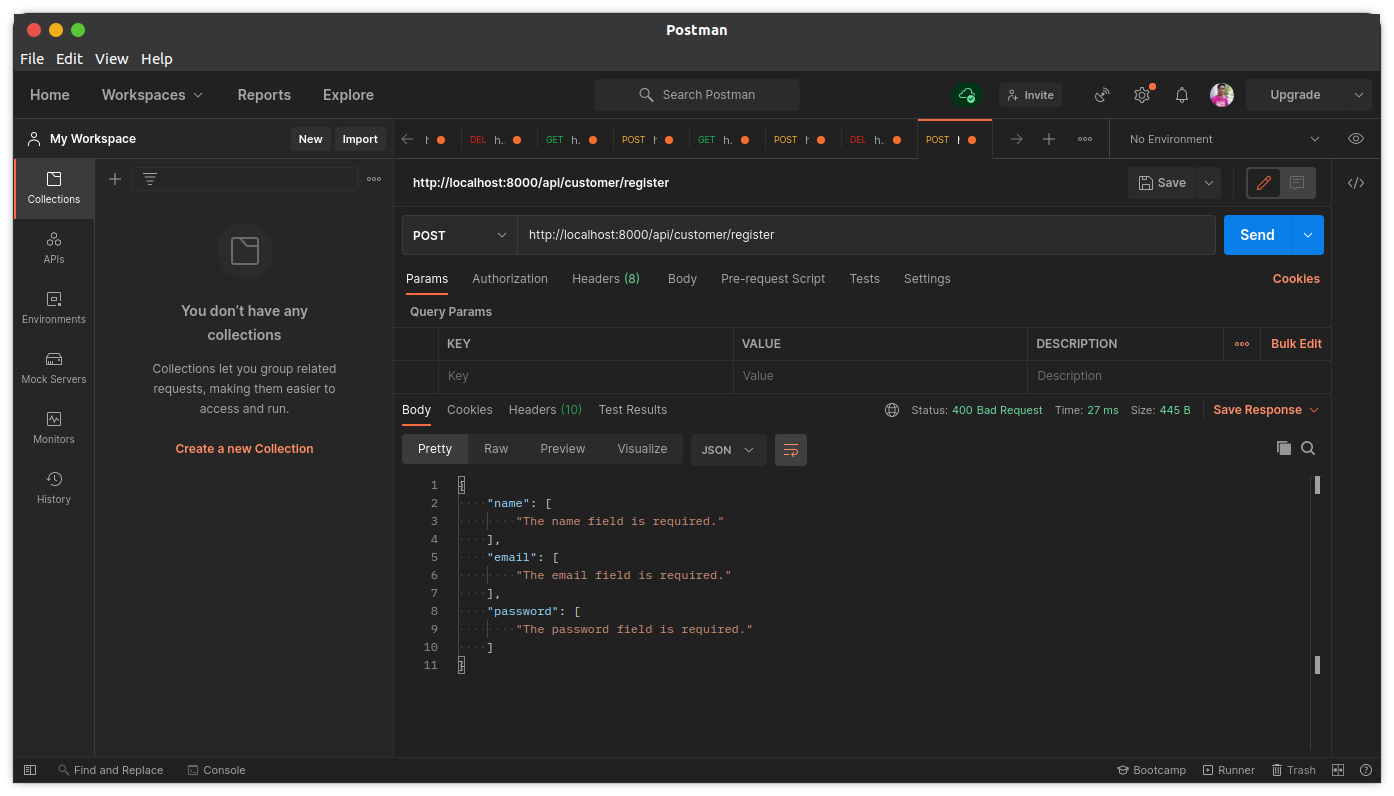 Postman
File Edit View Help
Home Workspaces Reports Explore Search Postman Invite Upgrade
My Workspace New Import
DEL h.. GET h. POST h GET h. POST h DEL h.. POST
No Environment
Collections
APIs
Environments
Mock Servers
Monitors
History
You don’t have any
collections
Collections let you group related
requests, making them easier to
access and run.
Create a new Collection
http://localhost:8000/api/customer/register Save
POST http://localhost:8000/api/customer/register Send
Params Authorization Headers (8) Body Pre-request Script Tests Settings Cookies
Query Params
KEY VALUE DESCRIPTION Bulk Edit
Key Value Description
Body Cookies Headers (10) Test Results Status: 400 Bad Request Time: 27 ms Size: 445 B Save Response
Pretty Raw Preview Visualize JSON
1 {
2 "name": [
3 "The name field is required."
4 ],
5 "email": [
6 "The email field is required."
7 ],
8 "password": [
9 "The password field is required."
10 ]
11 }
Find and Replace Console Bootcamp Runner Trash